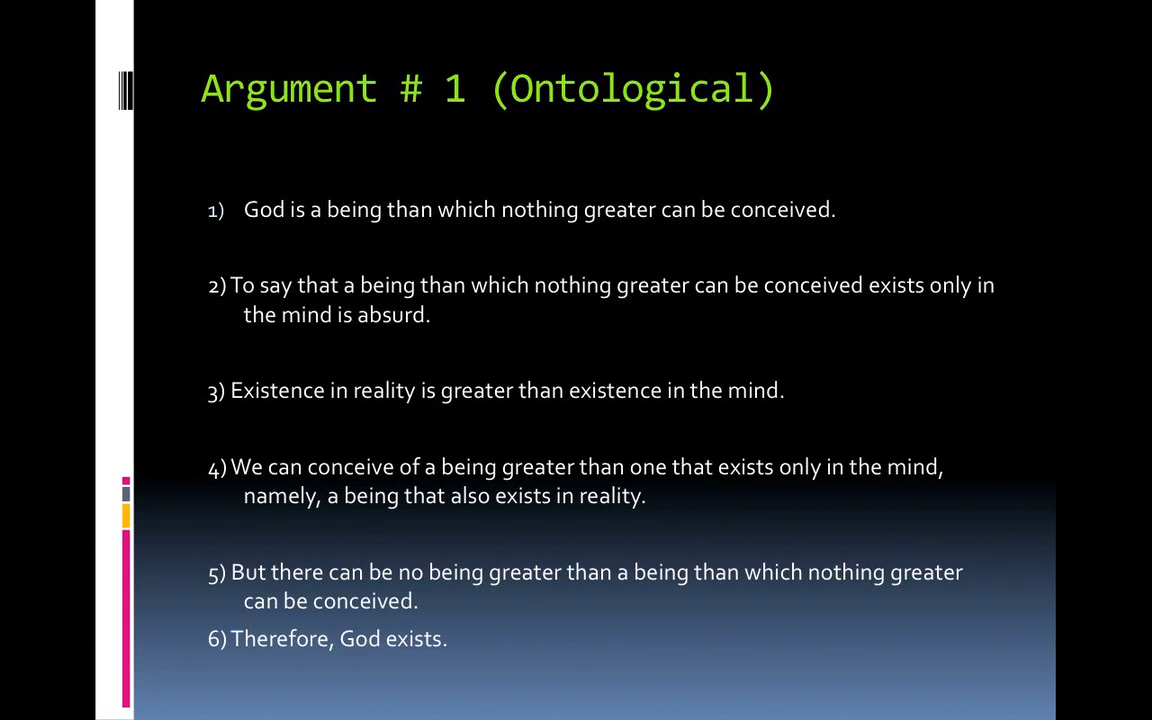 Argument # 1 (Ontological)
1) God is a being than which nothing greater can be conceived.
2) To say that a being than which nothing greater can be conceived exists only in
the mind is absurd.
3) Existence in reality is greater than existence in the mind.
4) We can conceive of a being greater than one that exists only in the mind,
namely, a being that also exists in reality.
5) But there can be no being greater than a being than which nothing greater
can be conceived.
6) Therefore, God exists.